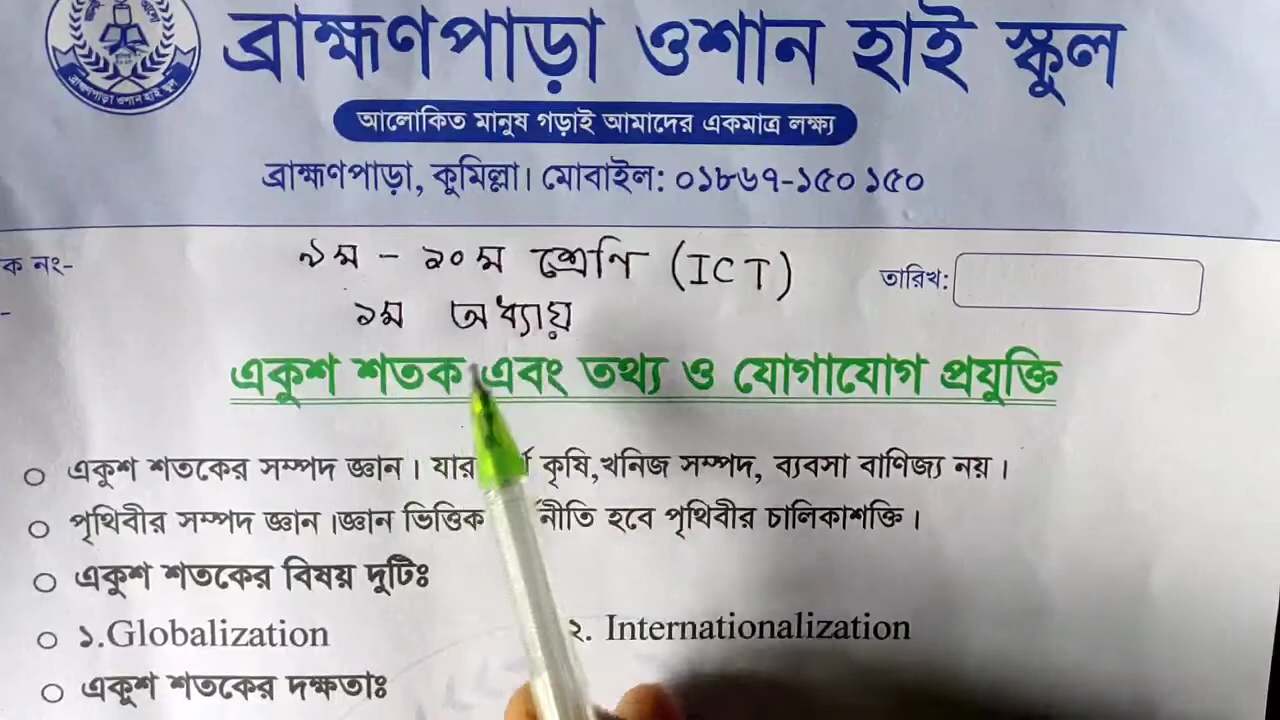 ব্রাহ্মণপাড়া ওশান হাই স্কুল
ব্রাহ্মণপাড়া ওশান হাই স্কুল
আলোকিত মানুষ গড়াই আমাদের একমাত্র লক্ষ্য
ব্রাহ্মণপাড়া, কুমিল্লা। মোবাইল: ০১৮৬৭-১৫০ ১৫০
ক নং-
৯ম - ১০ম শ্রেণি (ICT)
তারিখ:
১ম অধ্যায়
একুশ শতক এবং তথ্য ও যোগাযোগ প্রযুক্তি
একুশ শতকের সম্পদ জ্ঞান। যার কৃষি,খনিজ সম্পদ, ব্যবসা বাণিজ্য নয়।
পৃথিবীর সম্পদ জ্ঞান।জ্ঞান ভিত্তিক নীতি হবে পৃথিবীর চালিকাশক্তি।
একুশ শতকের বিষয় দুটিঃ
১.Globalization ২. Internationalization
একুশ শতকের দক্ষতাঃ